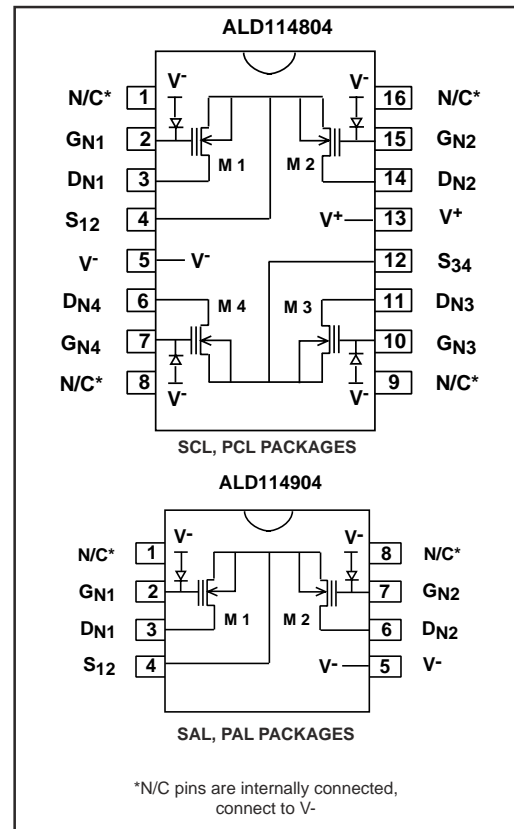 ALD114804
V- V-
N/C* 1 16 N/C*
GN1 2 15 GN2
M 1 M 2
DN1 3 14 DN2
S12 4 V+ 13 V+
V- 5 V- 12 S34
DN4 6 M 4 M 3 11 DN3
GN4 7 10 GN3
N/C* 8 V- V- 9 N/C*
SCL, PCL PACKAGES
ALD114904
V- V-
N/C* 1 8 N/C*
GN1 2 7 GN2
M 1 M 2
DN1 3 6 DN2
S12 4 V- 5 V-
SAL, PAL PACKAGES
*N/C pins are internally connected,
connect to V-